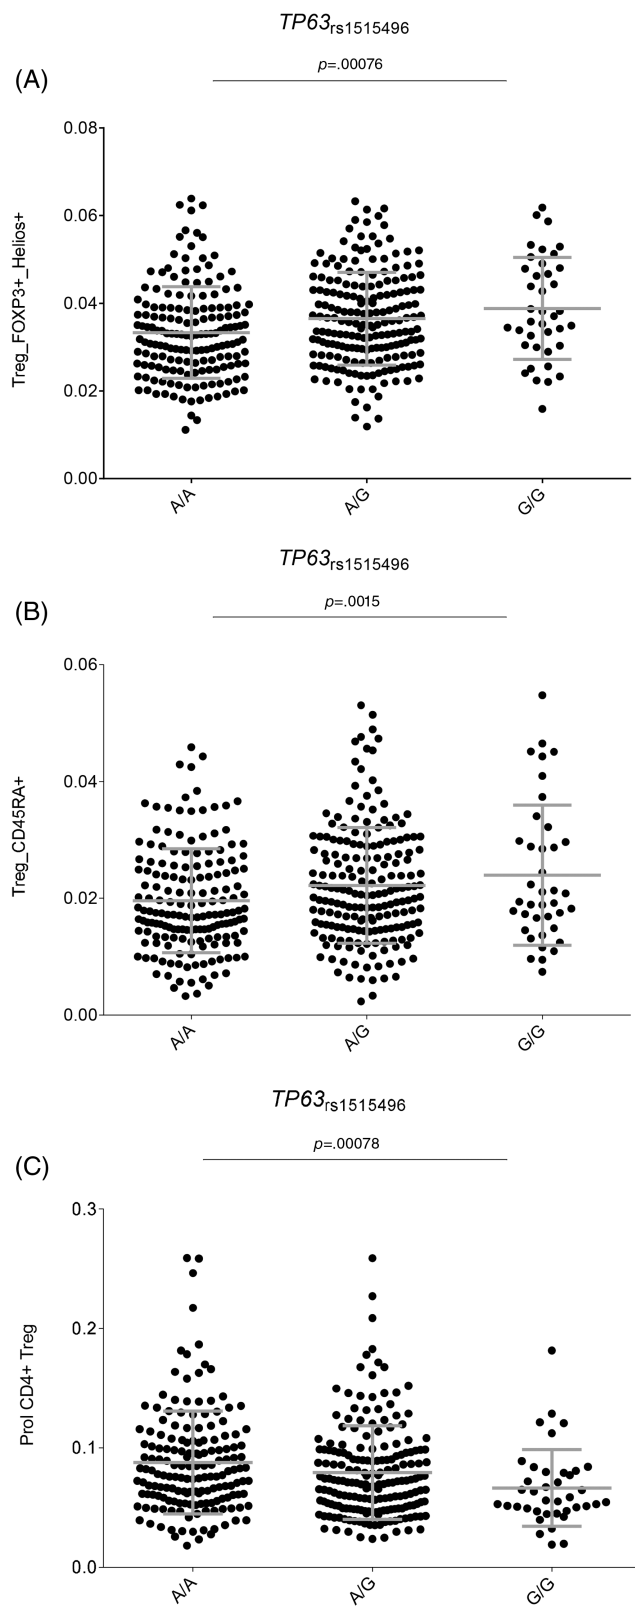 TP63rs1515496
p=.00076
(A)
0.08
0.06
0.04
0.02
0.00
Treg_FOXP3+_Helios+
A/A
A/G
G/G
TP63rs1515496
p=.0015
(B)
0.06
0.04
0.02
0.00
Treg_CD45RA+
A/A
A/G
G/G
TP63rs1515496
p=.00078
(C)
0.3
0.2
0.1
0.0
Prol CD4+ Treg
A/A
A/G
G/G